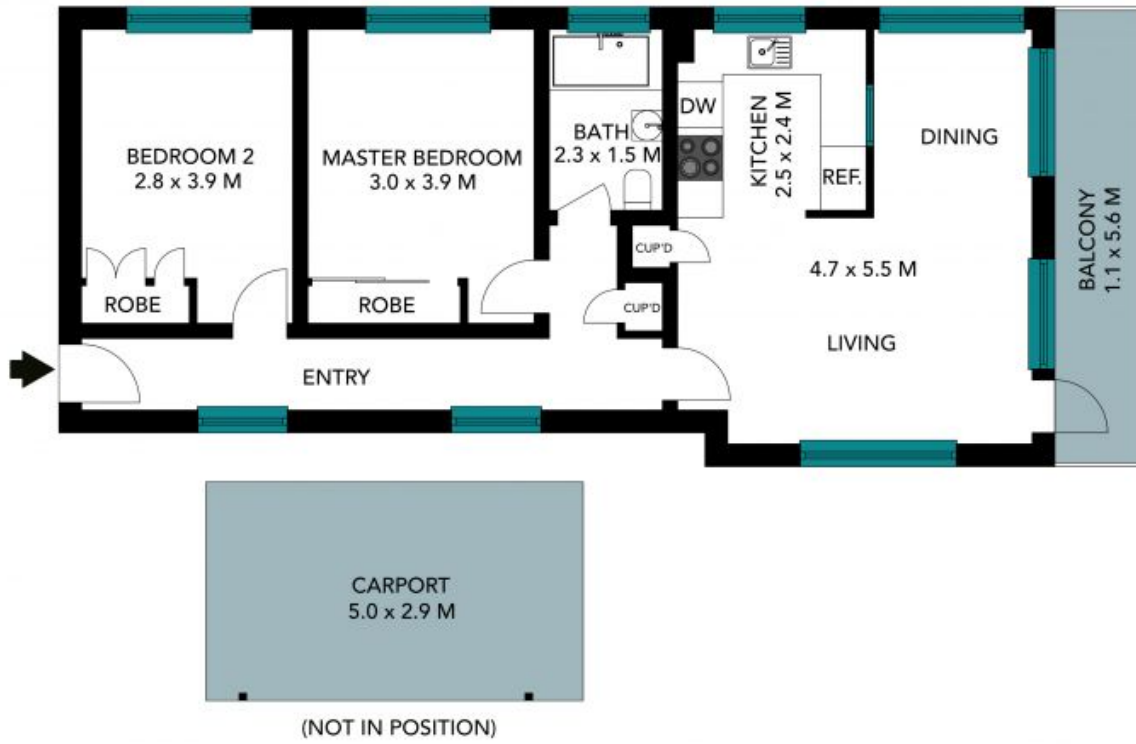 BEDROOM 2
2.8 x 3.9 M
ROBE
MASTER BEDROOM
3.0 x 3.9 M
ROBE
BATH
2.3 x 1.5 M
DW
KITCHEN
2.5 x 2.4 M
REF.
DINING
CUP'D
CUP'D
4.7 x 5.5 M
LIVING
BALCONY
1.1 x 5.6 M
ENTRY
CARPORT
5.0 x 2.9 M
(NOT IN POSITION)